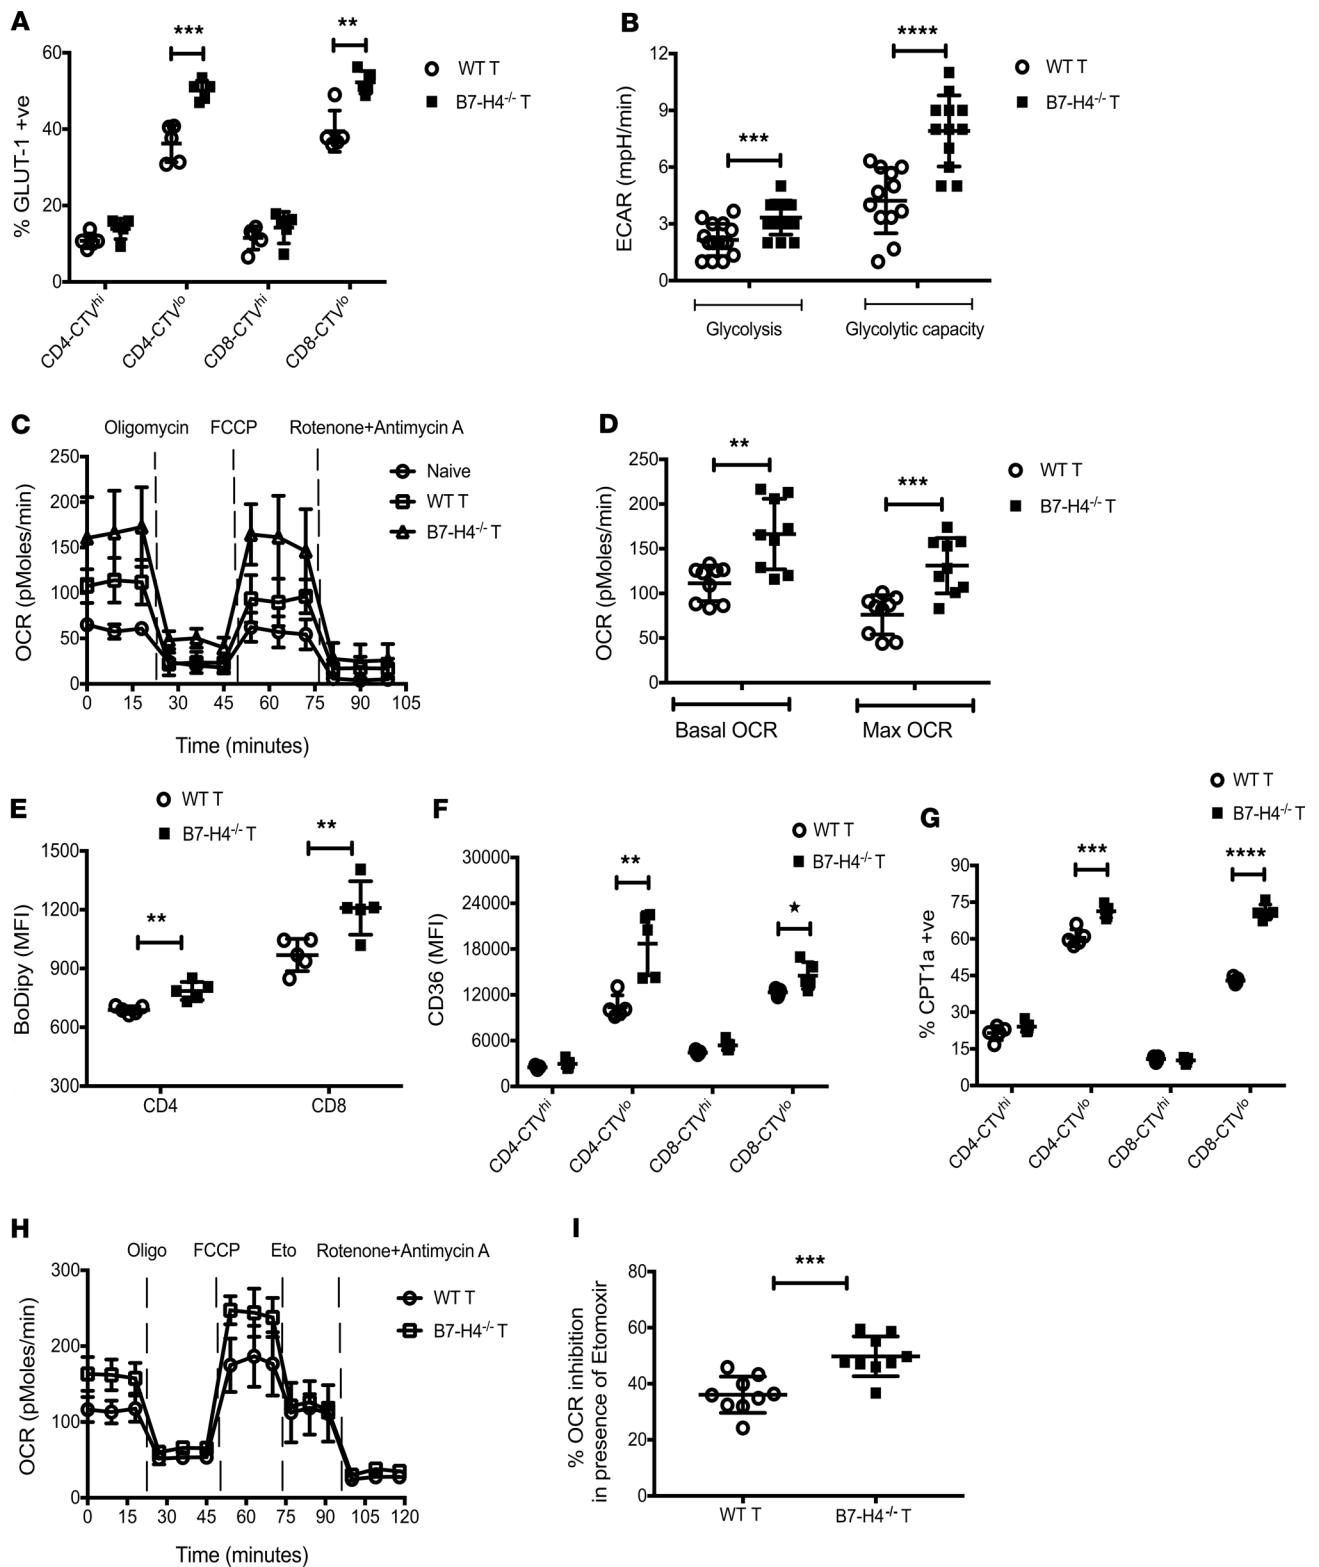 A
% GLUT-1 +ve
60
40
20
0
***
**
WT T
B7-H4-/- T
CD4-CTVhi
CD4-CTVlo
CD8-CTVhi
CD8-CTVlo
B
ECAR (mpH/min)
12
9
6
3
0
***
****
WT T
B7-H4-/- T
Glycolysis
Glycolytic capacity
C
Oligomycin FCCP Rotenone+Antimycin A
OCR (pMoles/min)
250
200
150
100
50
0
Naive
WT T
B7-H4-/- T
0 15 30 45 60 75 90 105
Time (minutes)
D
OCR (pMoles/min)
250
200
150
100
50
0
**
***
WT T
B7-H4-/- T
Basal OCR
Max OCR
E
WT T
B7-H4-/- T
BoDipy (MFI)
1500
1200
900
600
300
**
**
CD4
CD8
F
WT T
B7-H4-/- T
CD36 (MFI)
30000
24000
18000
12000
6000
0
**
★
CD4-CTVhi
CD4-CTVlo
CD8-CTVhi
CD8-CTVlo
G
WT T
B7-H4-/- T
% CPT1a +ve
90
75
60
45
30
15
0
***
****
CD4-CTVhi
CD4-CTVlo
CD8-CTVhi
CD8-CTVlo
H
Oligo FCCP Eto Rotenone+Antimycin A
OCR (pMoles/min)
300
200
100
0
WT T
B7-H4-/- T
0 15 30 45 60 75 90 105 120
Time (minutes)
I
% OCR inhibition
in presence of Etomoxir
80
60
40
20
0
***
WT T
B7-H4-/- T